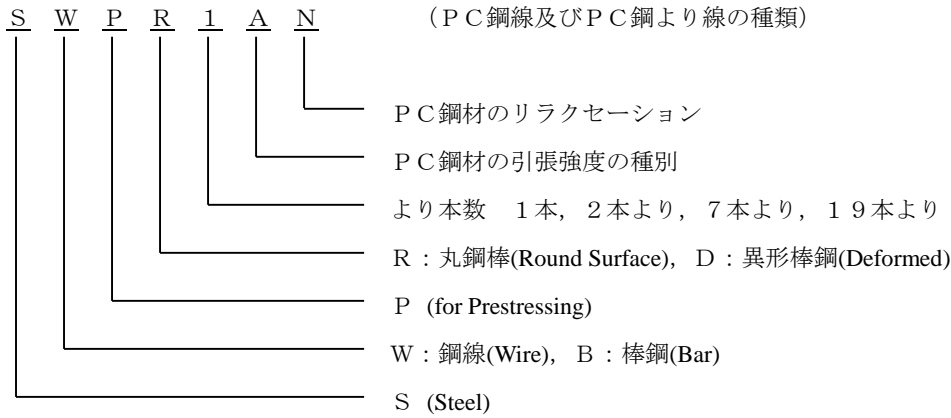 S W P R 1 A N （ＰＣ鋼線及びＰＣ鋼より線の種類）
ＰＣ鋼材のリラクセーション
ＰＣ鋼材の引張強度の種別
より本数　１本，２本より，７本より，１９本より
Ｒ：丸鋼棒(Round Surface)，Ｄ：異形棒鋼(Deformed)
Ｐ (for Prestressing)
Ｗ：鋼線(Wire)，Ｂ：棒鋼(Bar)
Ｓ (Steel)